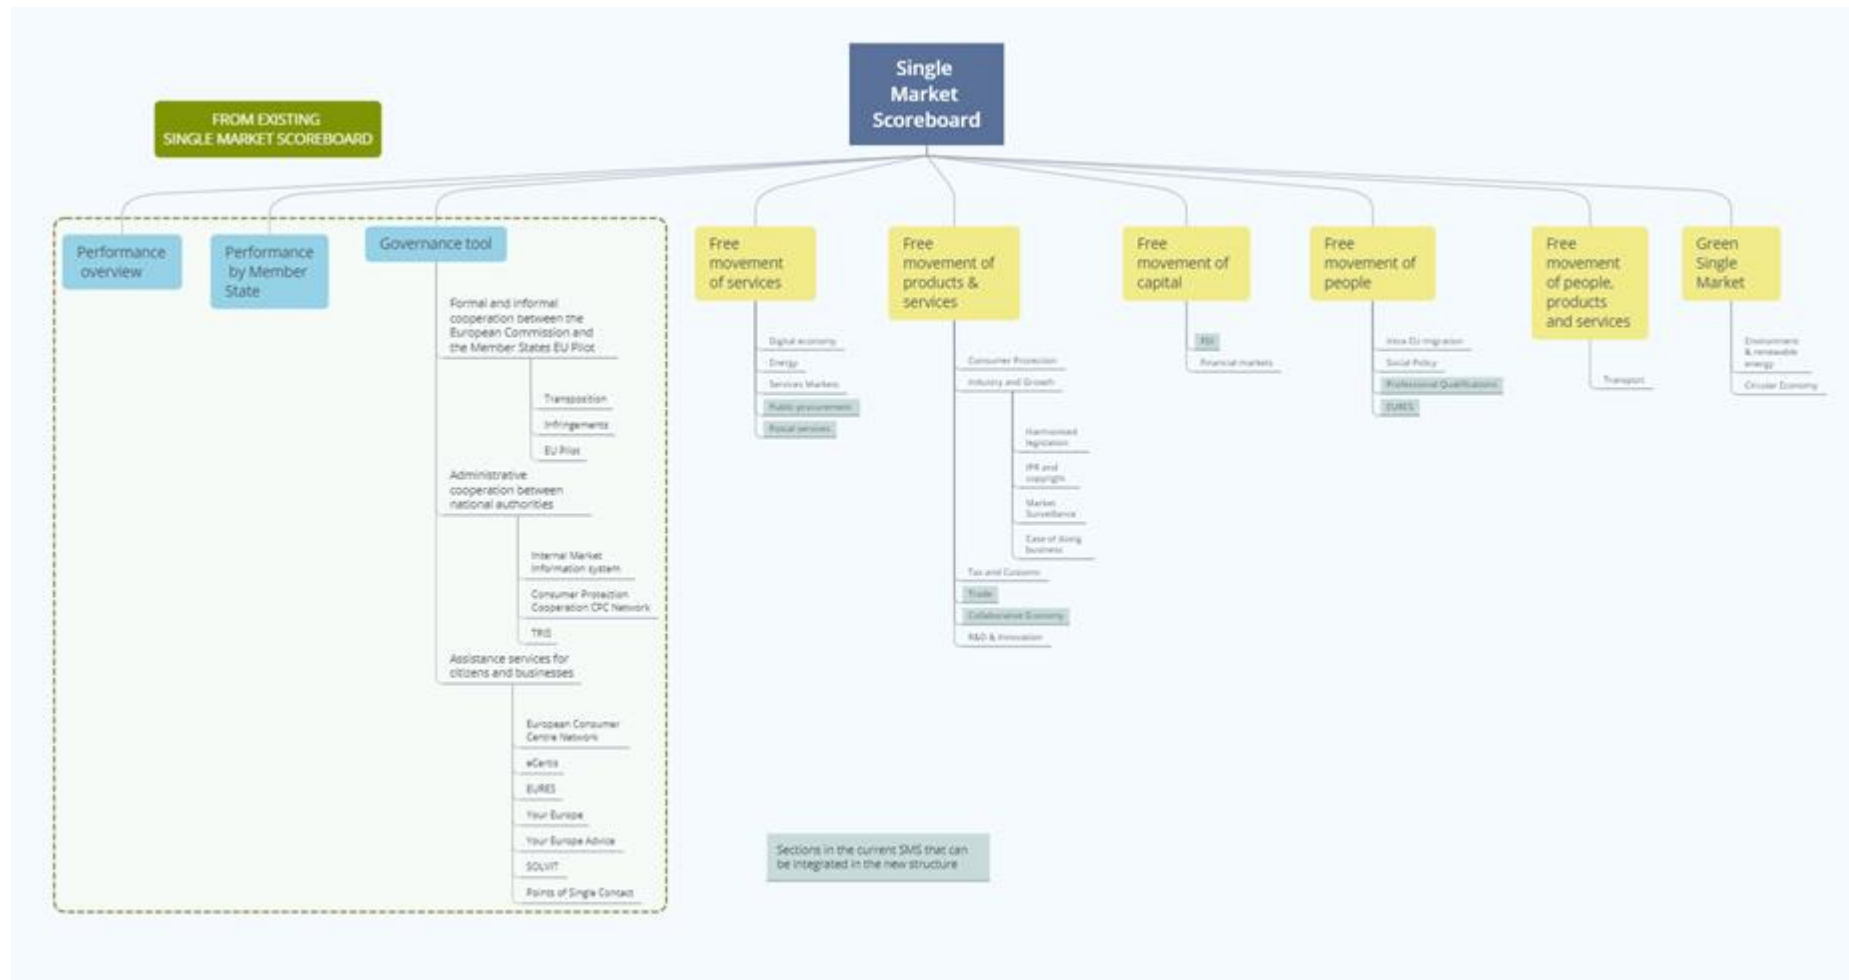 Single
Market
Scoreboard
FROM EXISTING
SINGLE MARKET SCOREBOARD
Performance
overview
Performance
by Member
State
Governance tool
Formal and informal
cooperation between the
European Commission and
the Member States EU Pilot
Transposition
Infringements
EU Pilot
Administrative
cooperation between
national authorities
Internal Market
Information system
Consumer Protection
Cooperation CPC Network
TRIS
Assistance services for
citizens and businesses
European Consumer
Centre Network
eCertis
EURES
Your Europe
Your Europe Advice
SOLVIT
Points of Single Contact
Free
movement
of services
Digital economy
Energy
Services Markets
Public procurement
Postal services
Free
movement of
products &
services
Consumer Protection
Industry and Growth
Harmonised
legislation
IPR and
copyright
Market
Surveillance
Ease of doing
business
Tax and Customs
Trade
Collaborative Economy
R&D & Innovation
Free
movement of
capital
FDI
Financial markets
Free
movement of
people
Intra EU migration
Social Policy
Professional Qualifications
EURES
Free
movement
of people,
products
and services
Transport
Green
Single
Market
Environment
& renewable
energy
Circular Economy
Sections in the current SMS that can
be integrated in the new structure